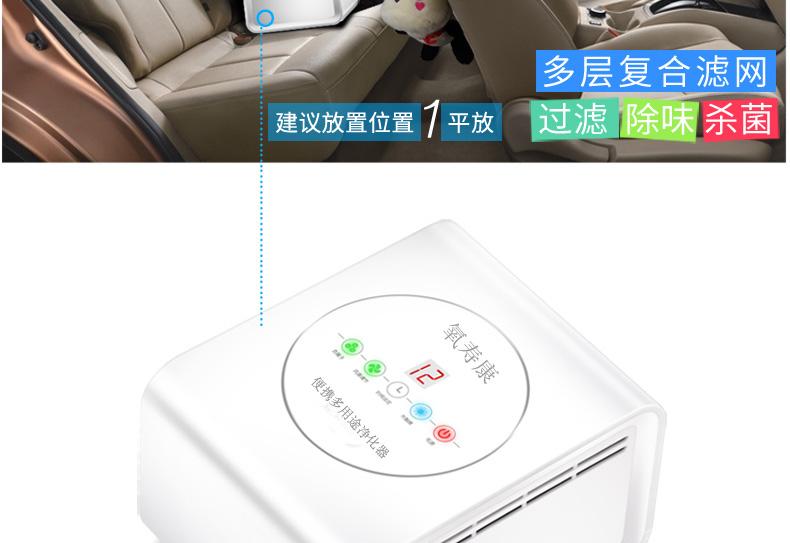 多层复合滤网
建议放置位置1平放
过滤 除味 杀菌
氧寿康
12
便携多用途净化器